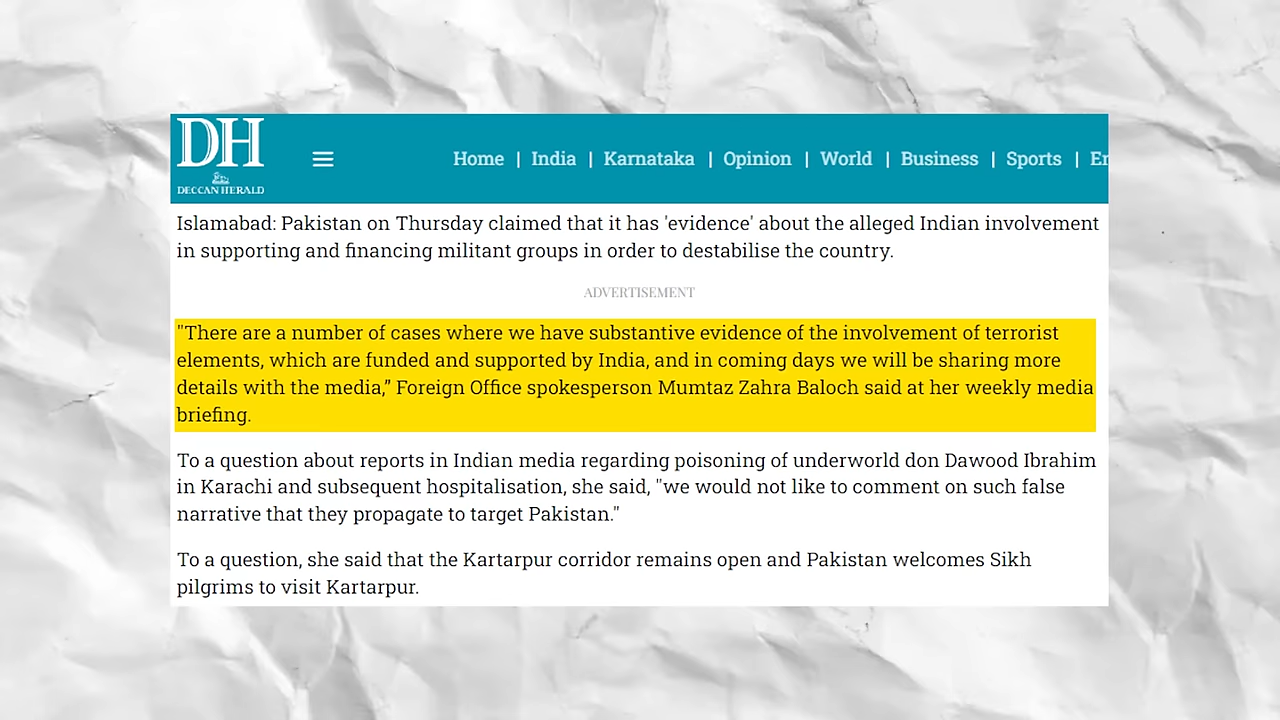 DH
DECCAN HERALD
Home | India | Karnataka | Opinion | World | Business | Sports | En
Islamabad: Pakistan on Thursday claimed that it has 'evidence' about the alleged Indian involvement
in supporting and financing militant groups in order to destabilise the country.
ADVERTISEMENT
"There are a number of cases where we have substantive evidence of the involvement of terrorist
elements, which are funded and supported by India, and in coming days we will be sharing more
details with the media,” Foreign Office spokesperson Mumtaz Zahra Baloch said at her weekly media
briefing.
To a question about reports in Indian media regarding poisoning of underworld don Dawood Ibrahim
in Karachi and subsequent hospitalisation, she said, "we would not like to comment on such false
narrative that they propagate to target Pakistan."
To a question, she said that the Kartarpur corridor remains open and Pakistan welcomes Sikh
pilgrims to visit Kartarpur.